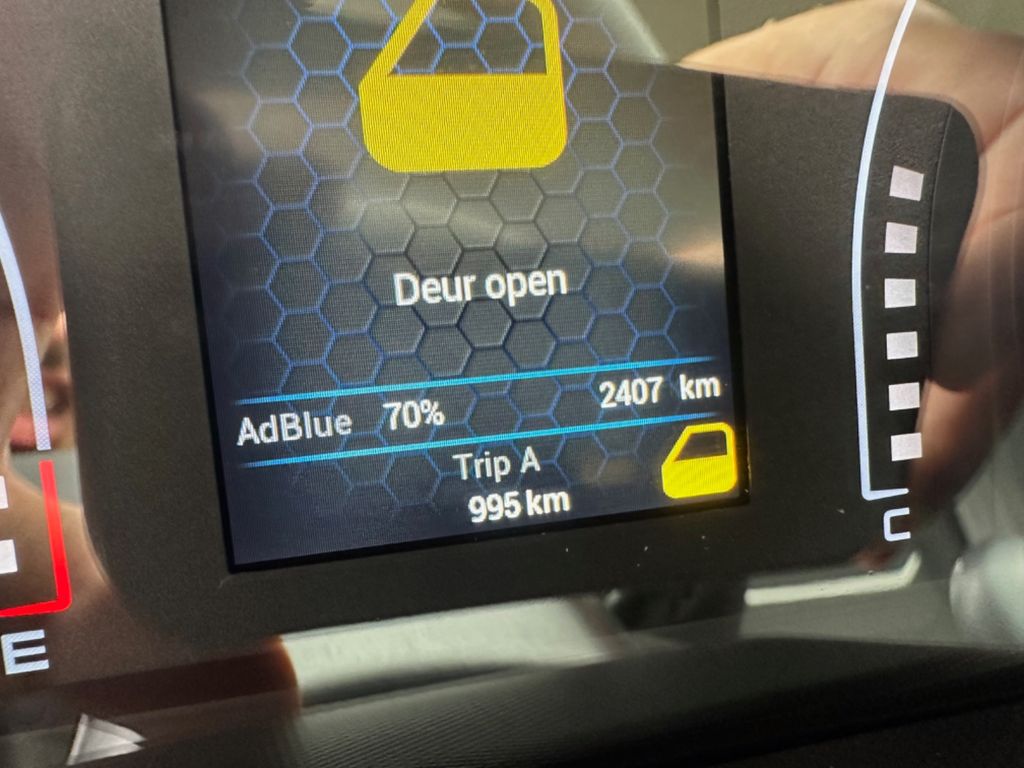 Deur open
AdBlue 70% 2407 km
Trip A
995 km
E
C